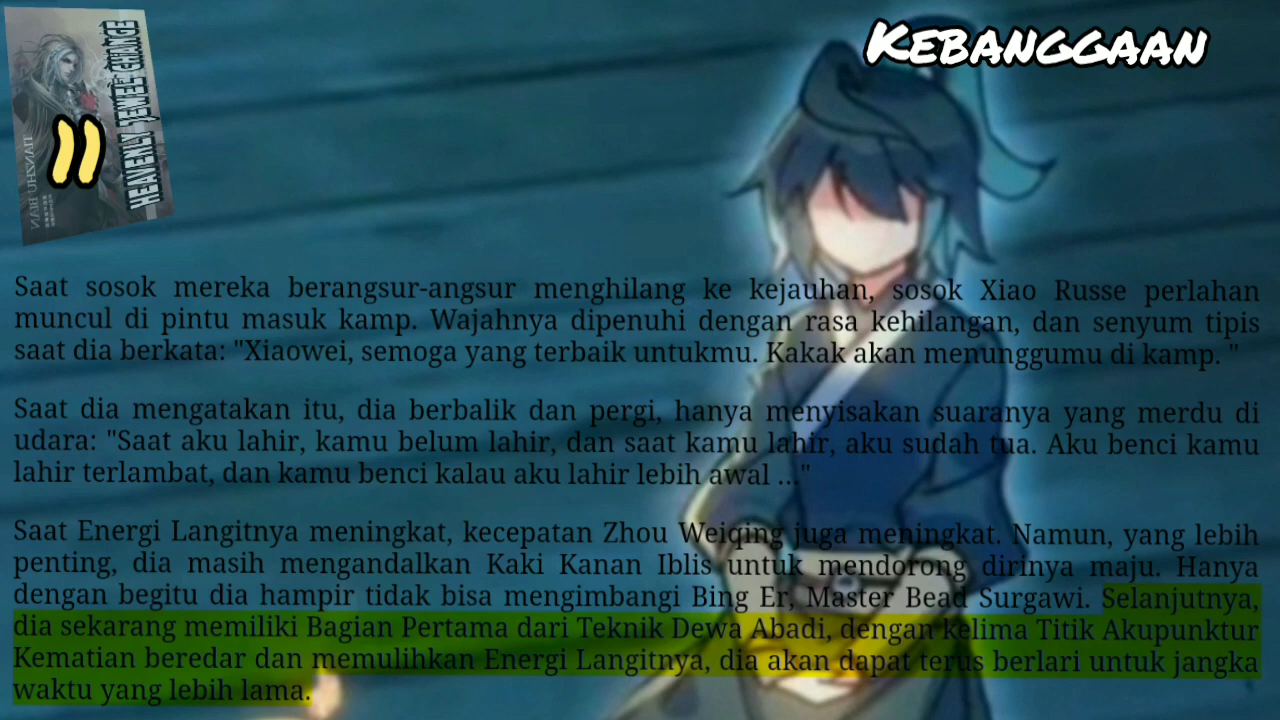 HEAVENLY JEWEL CHANGE
TIANZHU BIAN
11
KEBANGGAAN
Saat sosok mereka berangsur-angsur menghilang ke kejauhan, sosok Xiao Russe perlahan
muncul di pintu masuk kamp. Wajahnya dipenuhi dengan rasa kehilangan, dan senyum tipis
saat dia berkata: "Xiaowei, semoga yang terbaik untukmu. Kakak akan menunggumu di kamp. "
Saat dia mengatakan itu, dia berbalik dan pergi, hanya menyisakan suaranya yang merdu di
udara: "Saat aku lahir, kamu belum lahir, dan saat kamu lahir, aku sudah tua. Aku benci kamu
lahir terlambat, dan kamu benci kalau aku lahir lebih awal ..."
Saat Energi Langitnya meningkat, kecepatan Zhou Weiqing juga meningkat. Namun, yang lebih
penting, dia masih mengandalkan Kaki Kanan Iblis untuk mendorong dirinya maju. Hanya
dengan begitu dia hampir tidak bisa mengimbangi Bing Er, Master Bead Surgawi. Selanjutnya,
dia sekarang memiliki Bagian Pertama dari Teknik Dewa Abadi, dengan kelima Titik Akupunktur
Kematian beredar dan memulihkan Energi Langitnya, dia akan dapat terus berlari untuk jangka
waktu yang lebih lama.